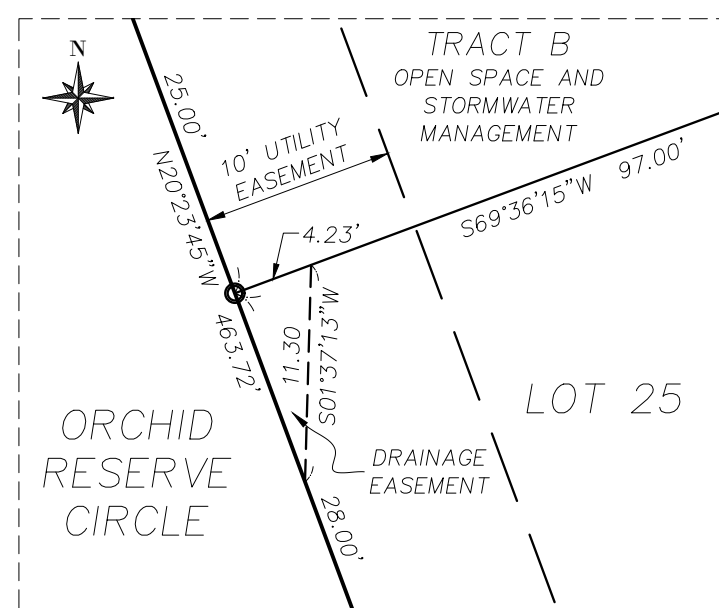 N
TRACT B
OPEN SPACE AND
STORMWATER
MANAGEMENT
25.00'
10' UTILITY
EASEMENT
N20°23'45"W
S69°36'15"W 97.00'
4.23'
463.72'
11.30
S01°37'13"W
LOT 25
ORCHID
RESERVE
CIRCLE
DRAINAGE
EASEMENT
28.00'